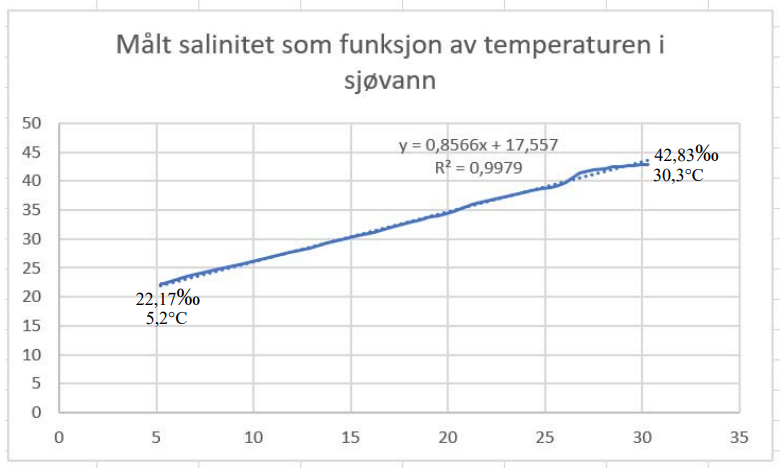 Målt salinitet som funksjon av temperaturen i
sjøvann
50
45
40
35
30
25
20
15
10
5
0
y = 0,8566x + 17,557
R² = 0,9979
42,83‰
30,3°C
22,17‰
5,2°C
0 5 10 15 20 25 30 35